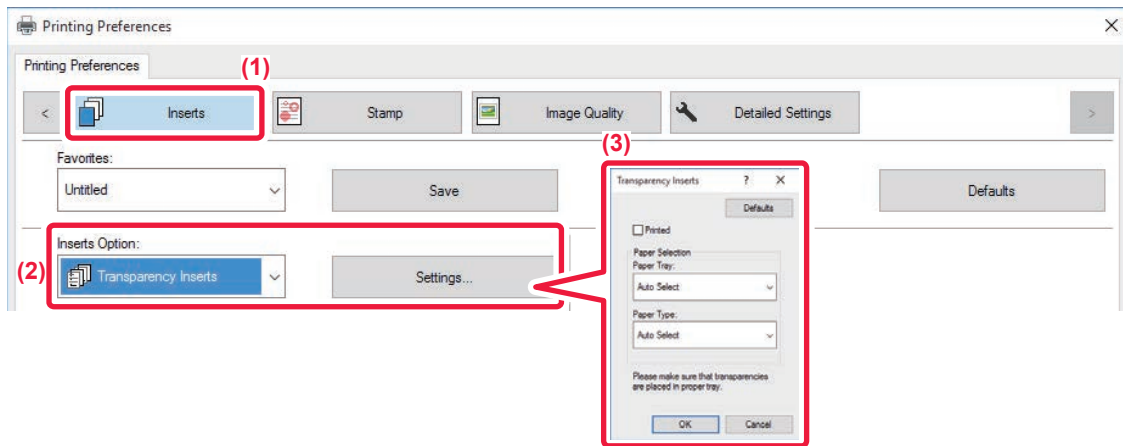 Printing Preferences
Printing Preferences
(1)
< Inserts Stamp Image Quality Detailed Settings >
(3)
Favorites:
Untitled Save Defaults
Inserts Option:
(2) Transparency Inserts Settings...
Transparency Inserts ? X
Defaults
Printed
Paper Selection
Paper Tray:
Auto Select
Paper Type:
Auto Select
Please make sure that transparencies
are placed in proper tray.
OK Cancel